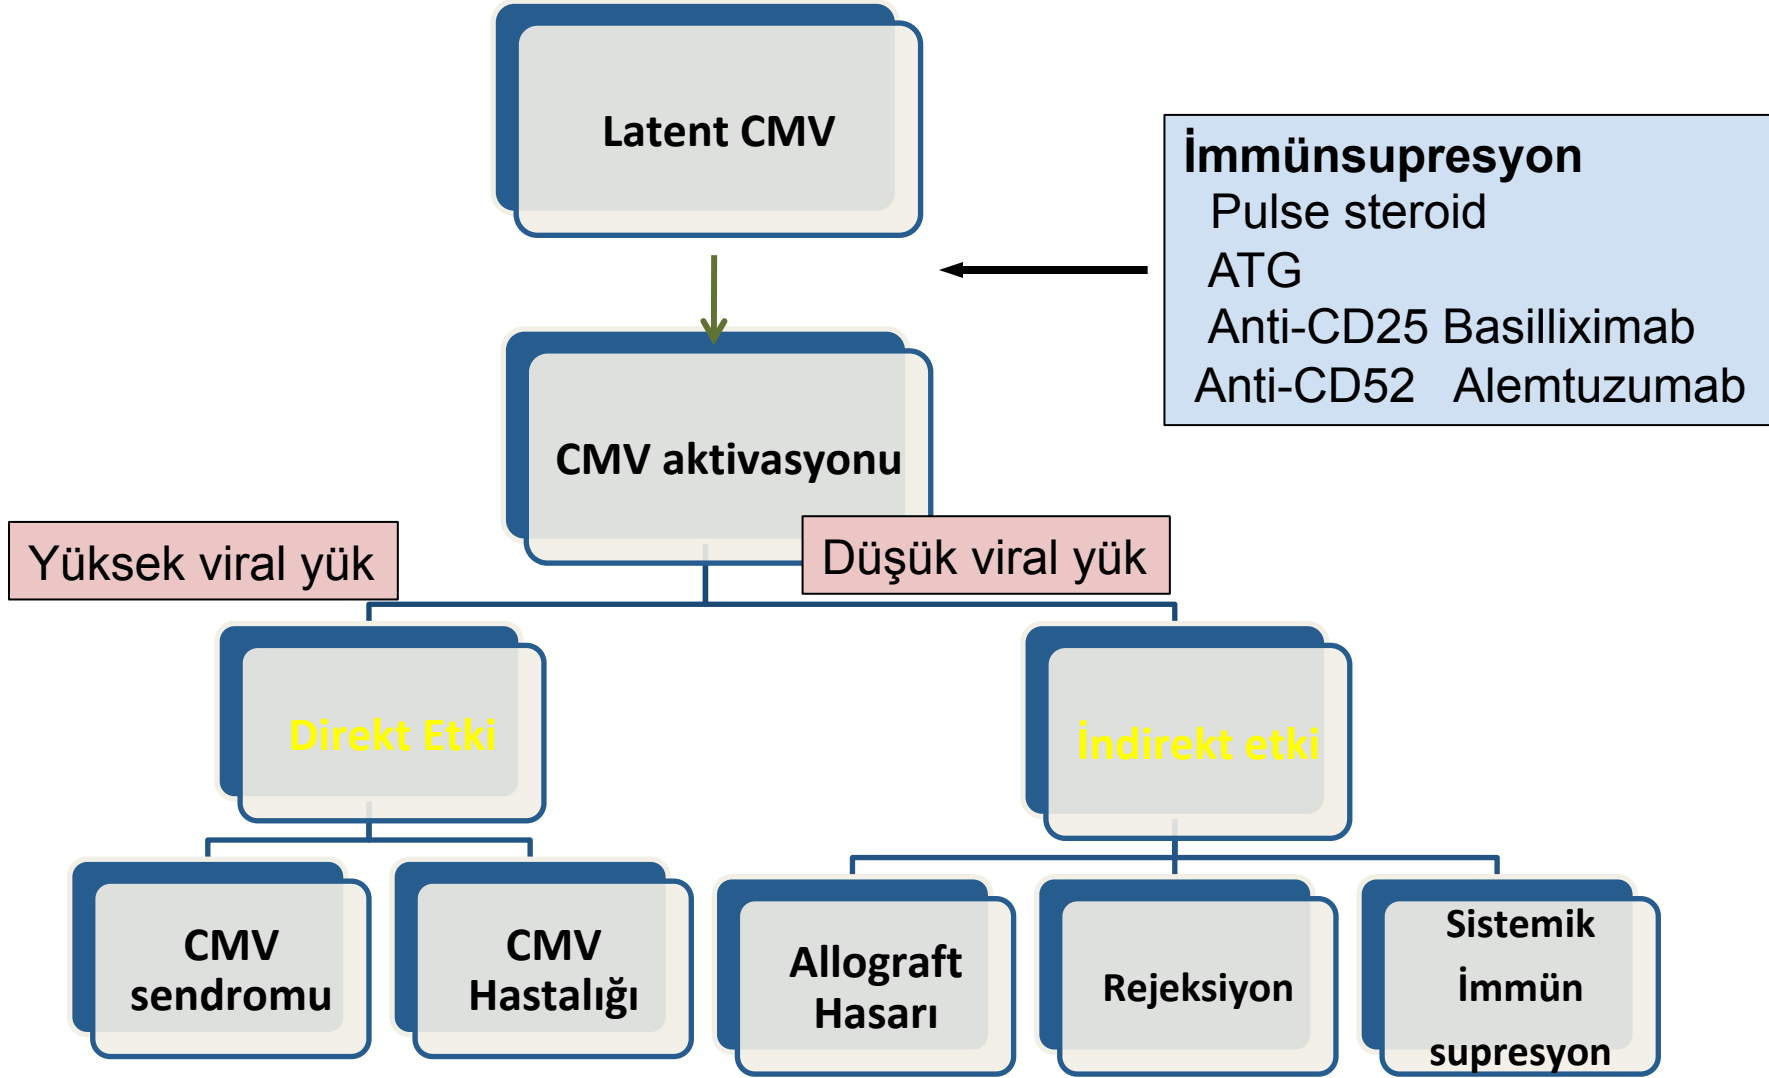 Latent CMV
İmmünsupresyon
Pulse steroid
ATG
Anti-CD25 Basilliximab
Anti-CD52 Alemtuzumab
CMV aktivasyonu
Yüksek viral yük
Düşük viral yük
Direkt Etki
İndirekt etki
CMV
sendromu
CMV
Hastalığı
Allograft
Hasarı
Rejeksiyon
Sistemik
İmmün
supresyon